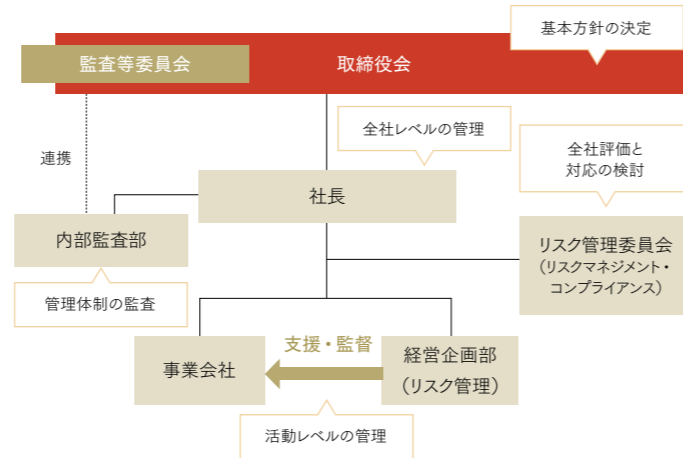 基本方針の決定
監査等委員会
取締役会
全社レベルの管理
連携
全社評価と
対応の検討
社長
内部監査部
リスク管理委員会
（リスクマネジメント・
コンプライアンス）
管理体制の監査
支援・監督
事業会社
経営企画部
（リスク管理）
活動レベルの管理